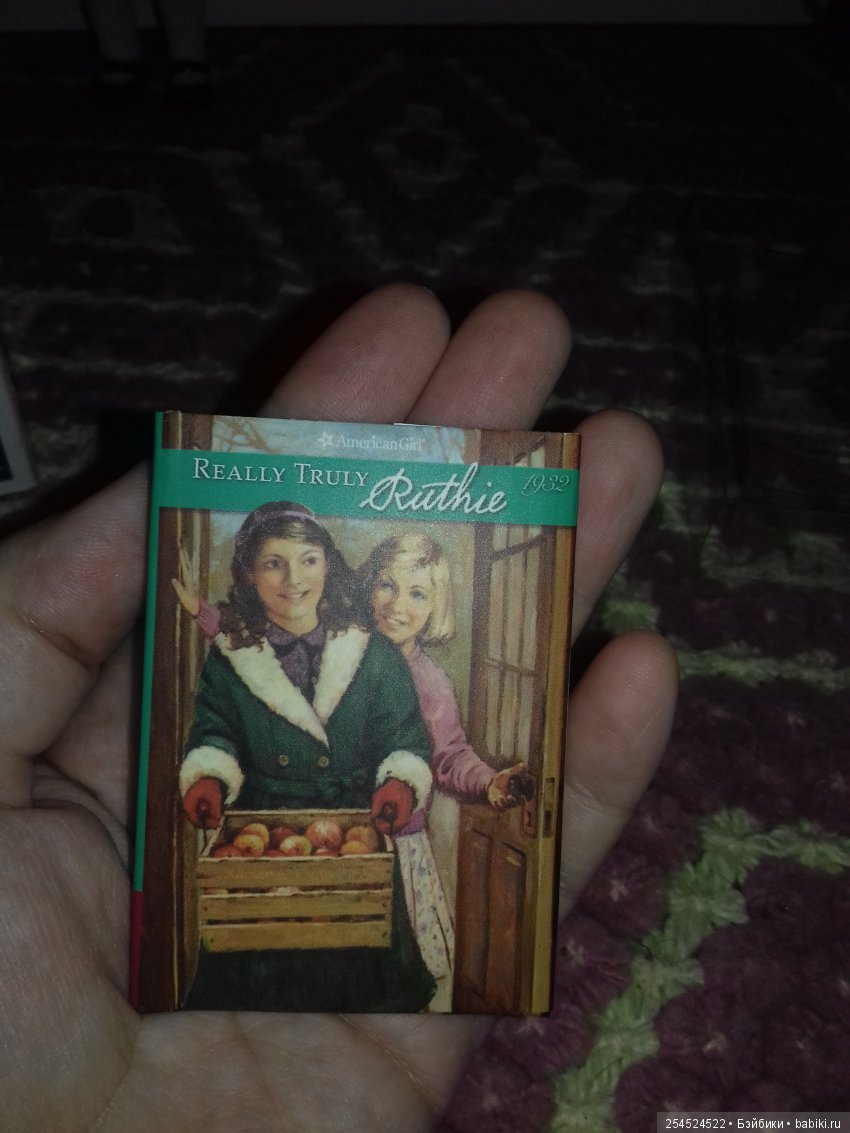 American Girl®
REALLY TRULY Ruthie 1932
254524522 • Бэйбики • babiki.ru